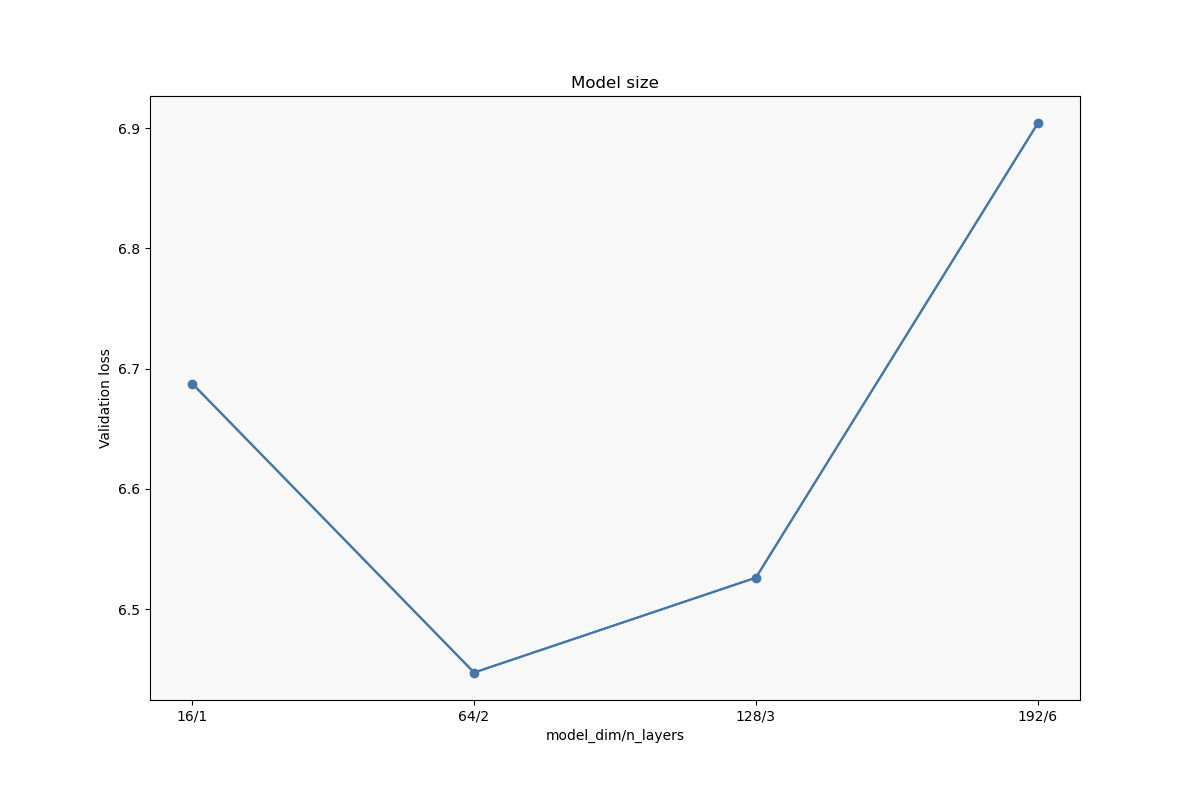 Model size
6.9
6.8
6.7
6.6
6.5
Validation loss
16/1 64/2 128/3 192/6
model_dim/n_layers